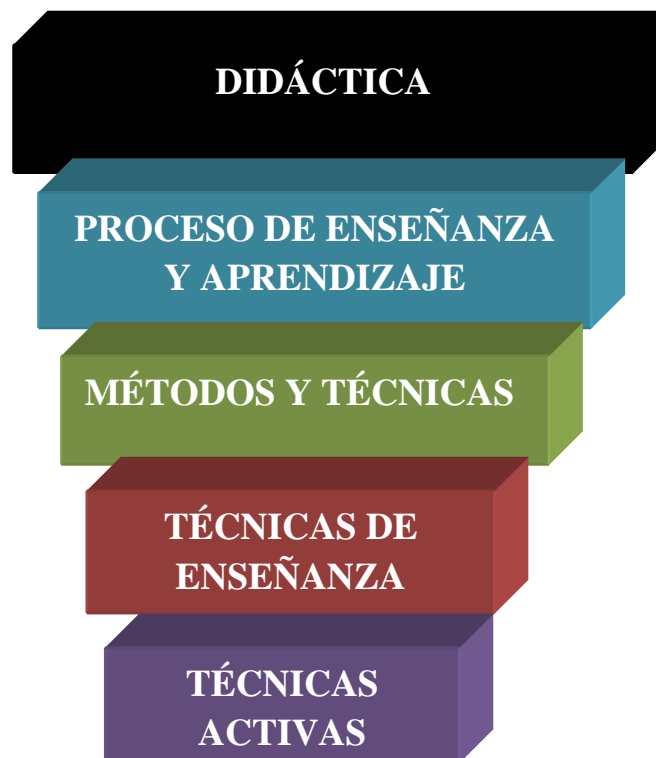 DIDÁCTICA
PROCESO DE ENSEÑANZA
Y APRENDIZAJE
MÉTODOS Y TÉCNICAS
TÉCNICAS DE
ENSEÑANZA
TÉCNICAS
ACTIVAS